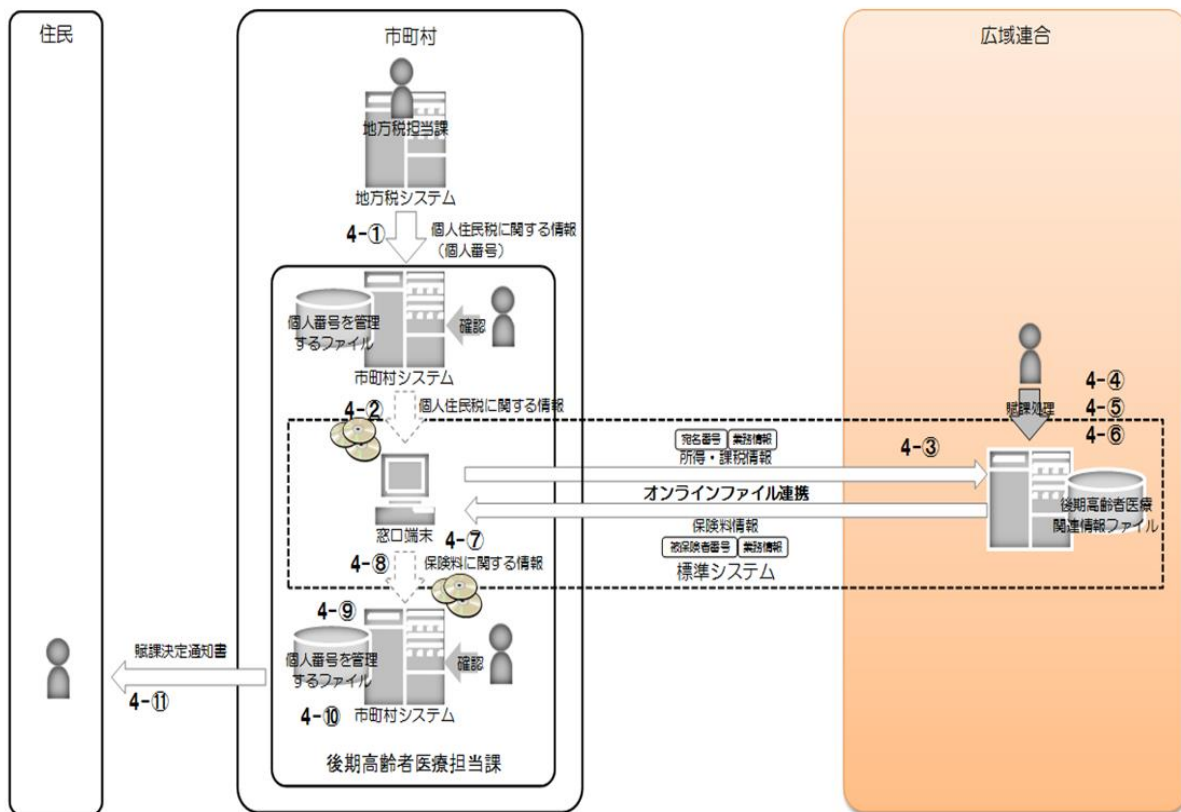 住民
市町村
広域連合
地方税担当課
地方税システム
4-①
個人住民税に関する情報
（個人番号）
個人番号を管理
するファイル
確認
市町村システム
4-②
個人住民税に関する情報
4-④
賦課処理
4-⑤
4-⑥
宛名番号 業務情報
4-③
所得・課税情報
オンラインファイル連携
後期高齢者医療
関連情報ファイル
窓口端末
4-⑦
保険料情報
被保険者番号 業務情報
標準システム
4-⑧
保険料に関する情報
4-⑨
個人番号を管理
するファイル
確認
4-⑩
市町村システム
賦課決定通知書
4-⑪
後期高齢者医療担当課